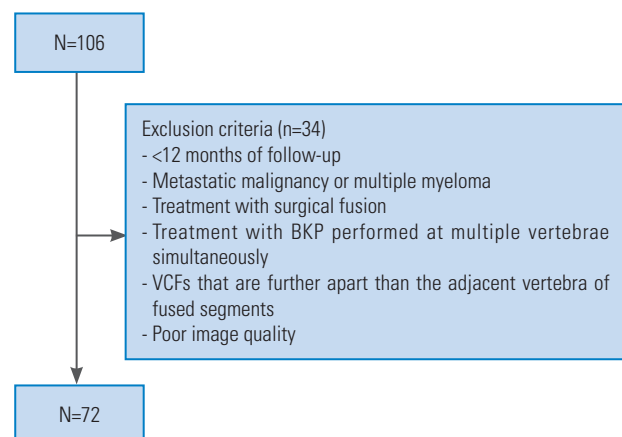 N=106
Exclusion criteria (n=34)
- <12 months of follow-up
- Metastatic malignancy or multiple myeloma
- Treatment with surgical fusion
- Treatment with BKP performed at multiple vertebrae
simultaneously
- VCFs that are further apart than the adjacent vertebra of
fused segments
- Poor image quality
N=72